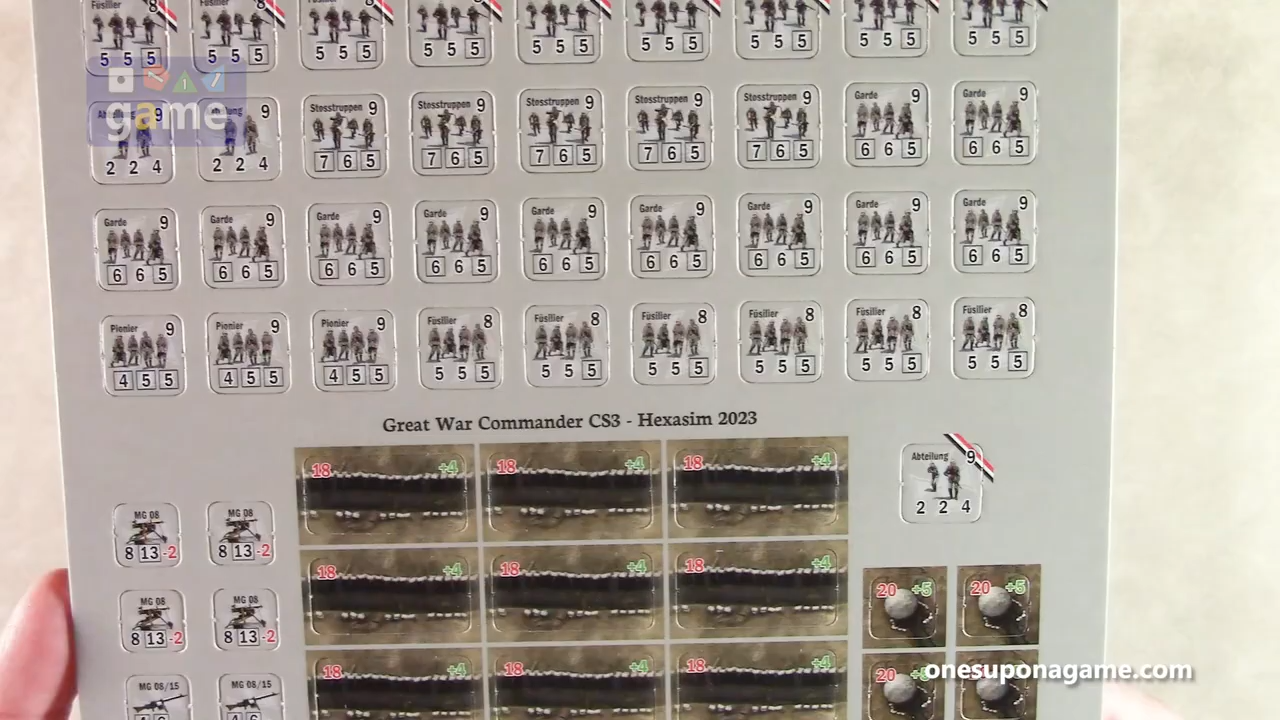 Füsilier 8 Füsilier 8 Füsilier 8
5 5 5 5 5 5 5 5 5 5 5 5 5 5 5 5 5 5 5 5 5 5 5 5 5 5 5
game
9 9 Stosstruppen 9 Stosstruppen 9 Stosstruppen 9 Stosstruppen 9 Stosstruppen 9 Garde 9 Garde 9
2 2 4 2 2 4 7 6 5 7 6 5 7 6 5 7 6 5 7 6 5 6 6 5 6 6 5
Garde 9 Garde 9 Garde 9 Garde 9 Garde 9 Garde 9 Garde 9 Garde 9 Garde 9
6 6 5 6 6 5 6 6 5 6 6 5 6 6 5 6 6 5 6 6 5 6 6 5 6 6 5
Pionier 9 Pionier 9 Pionier 9 Füsilier 8 Füsilier 8 Füsilier 8 Füsilier 8 Füsilier 8 Füsilier 8
4 5 5 4 5 5 4 5 5 5 5 5 5 5 5 5 5 5 5 5 5 5 5 5 5 5 5
Great War Commander CS3 - Hexasim 2023
18 +4 18 +4 18 +4 Abteilung 9
2 2 4
MG 08 MG 08
8 13 -2 8 13 -2
18 +4 18 +4 18 +4 20 +5 20 +5
MG 08 MG 08
8 13 -2 8 13 -2
18 +4 18 +4 18 +4 20
onesuponagame.com
MG 08/15 MG 08/15